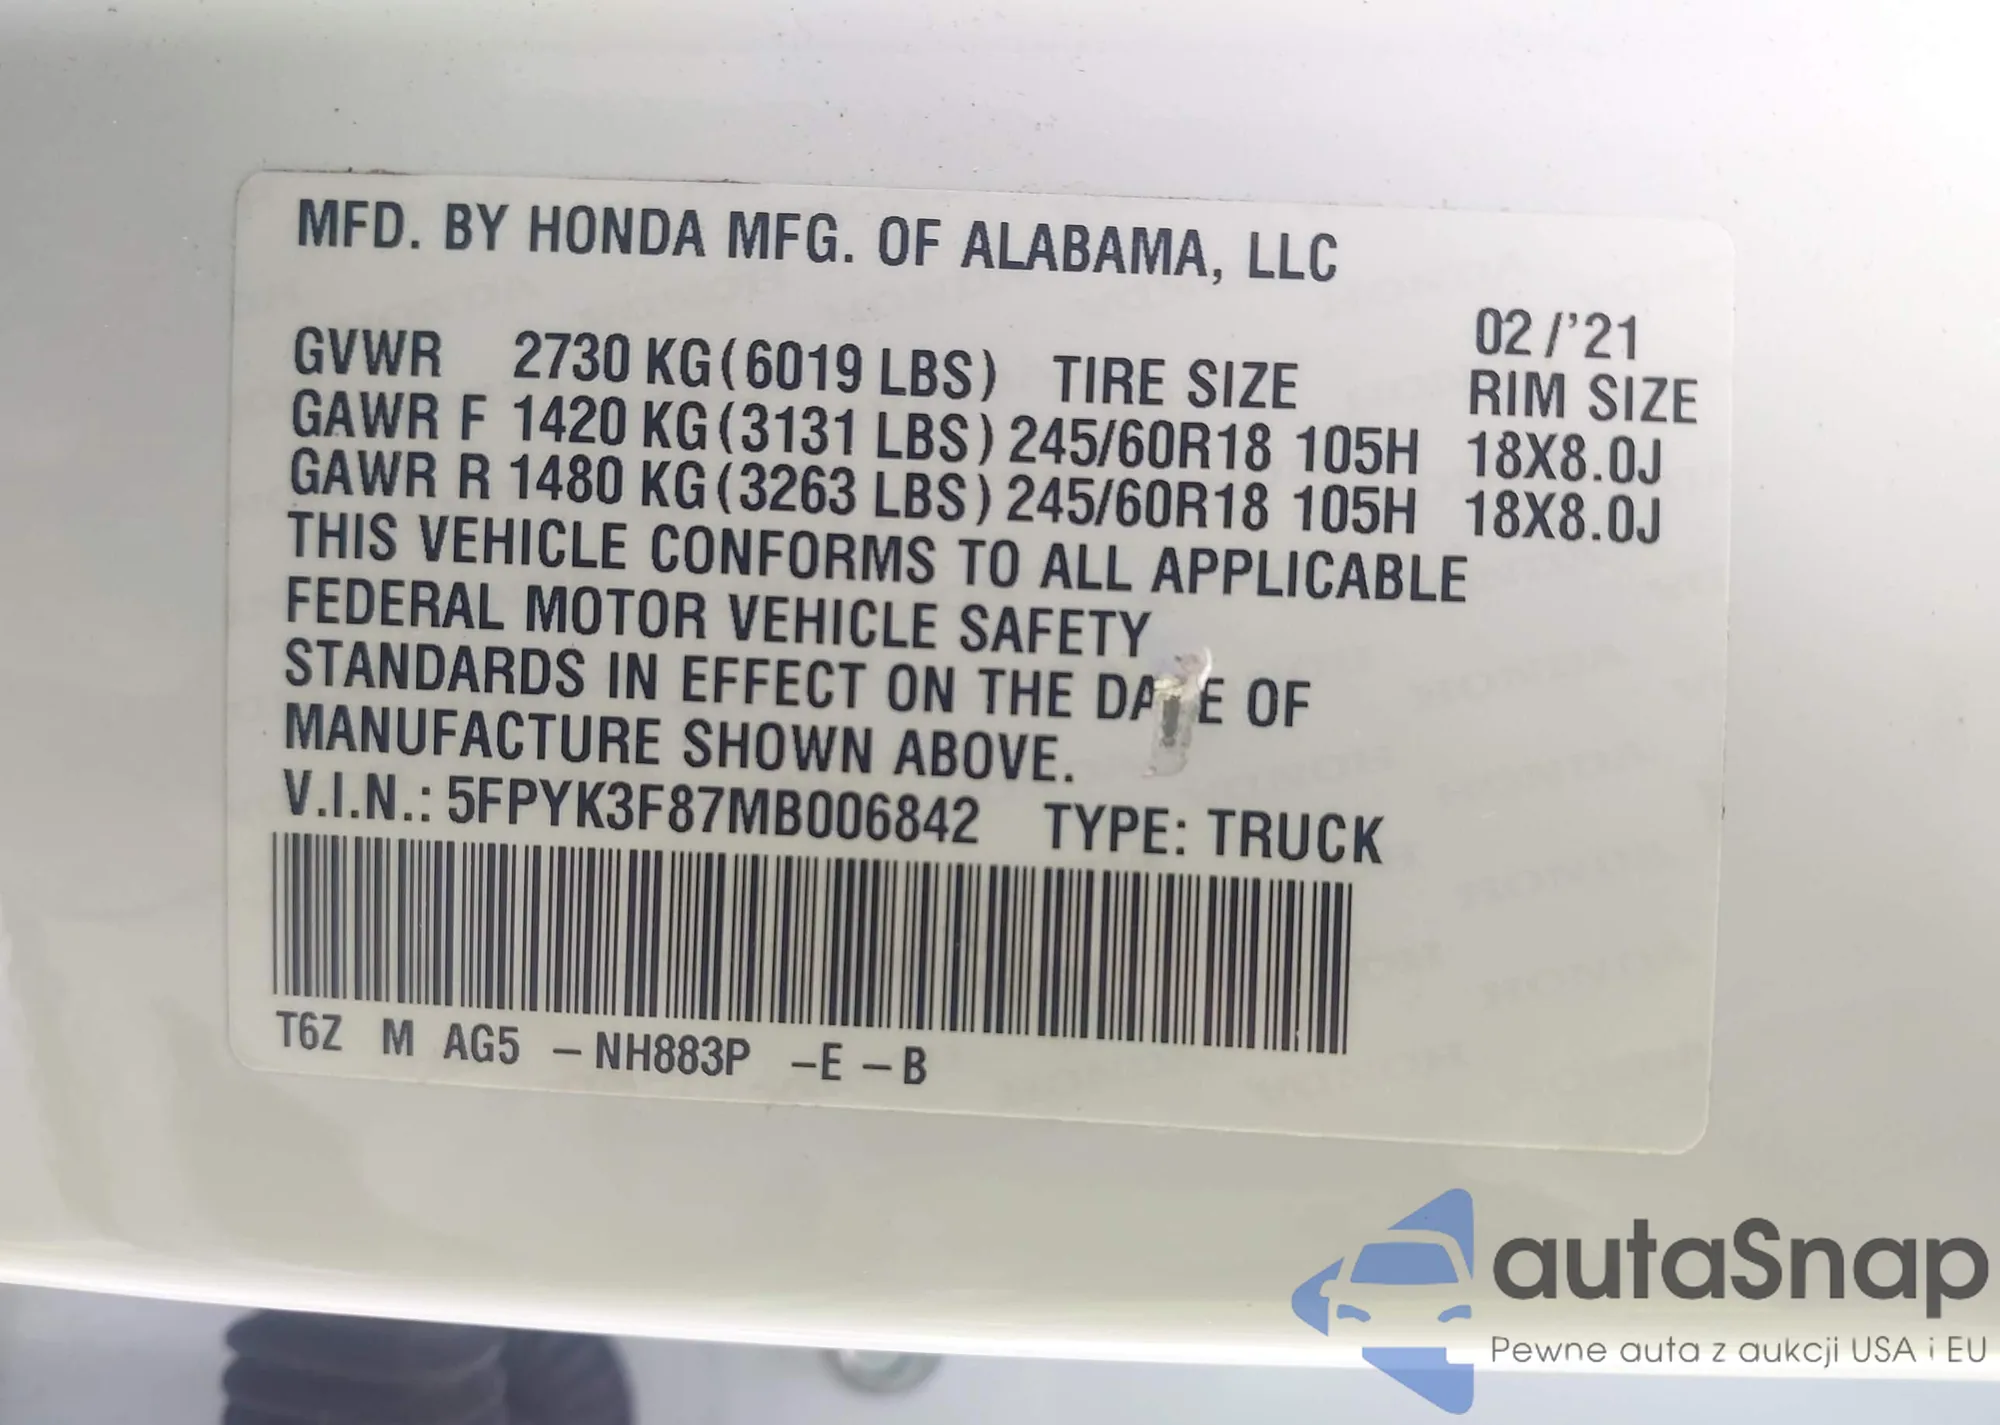 MFD. BY HONDA MFG. OF ALABAMA, LLC
02/'21
GVWR 2730 KG(6019 LBS) TIRE SIZE RIM SIZE
GAWR F 1420 KG(3131 LBS) 245/60R18 105H 18X8.0J
GAWR R 1480 KG(3263 LBS) 245/60R18 105H 18X8.0J
THIS VEHICLE CONFORMS TO ALL APPLICABLE
FEDERAL MOTOR VEHICLE SAFETY
STANDARDS IN EFFECT ON THE DATE OF
MANUFACTURE SHOWN ABOVE.
V.I.N.: 5FPYK3F87MB006842 TYPE: TRUCK
T6Z M AG5 –NH883P –E –B
autaSnap
Pewne auta z aukcji USA i EU